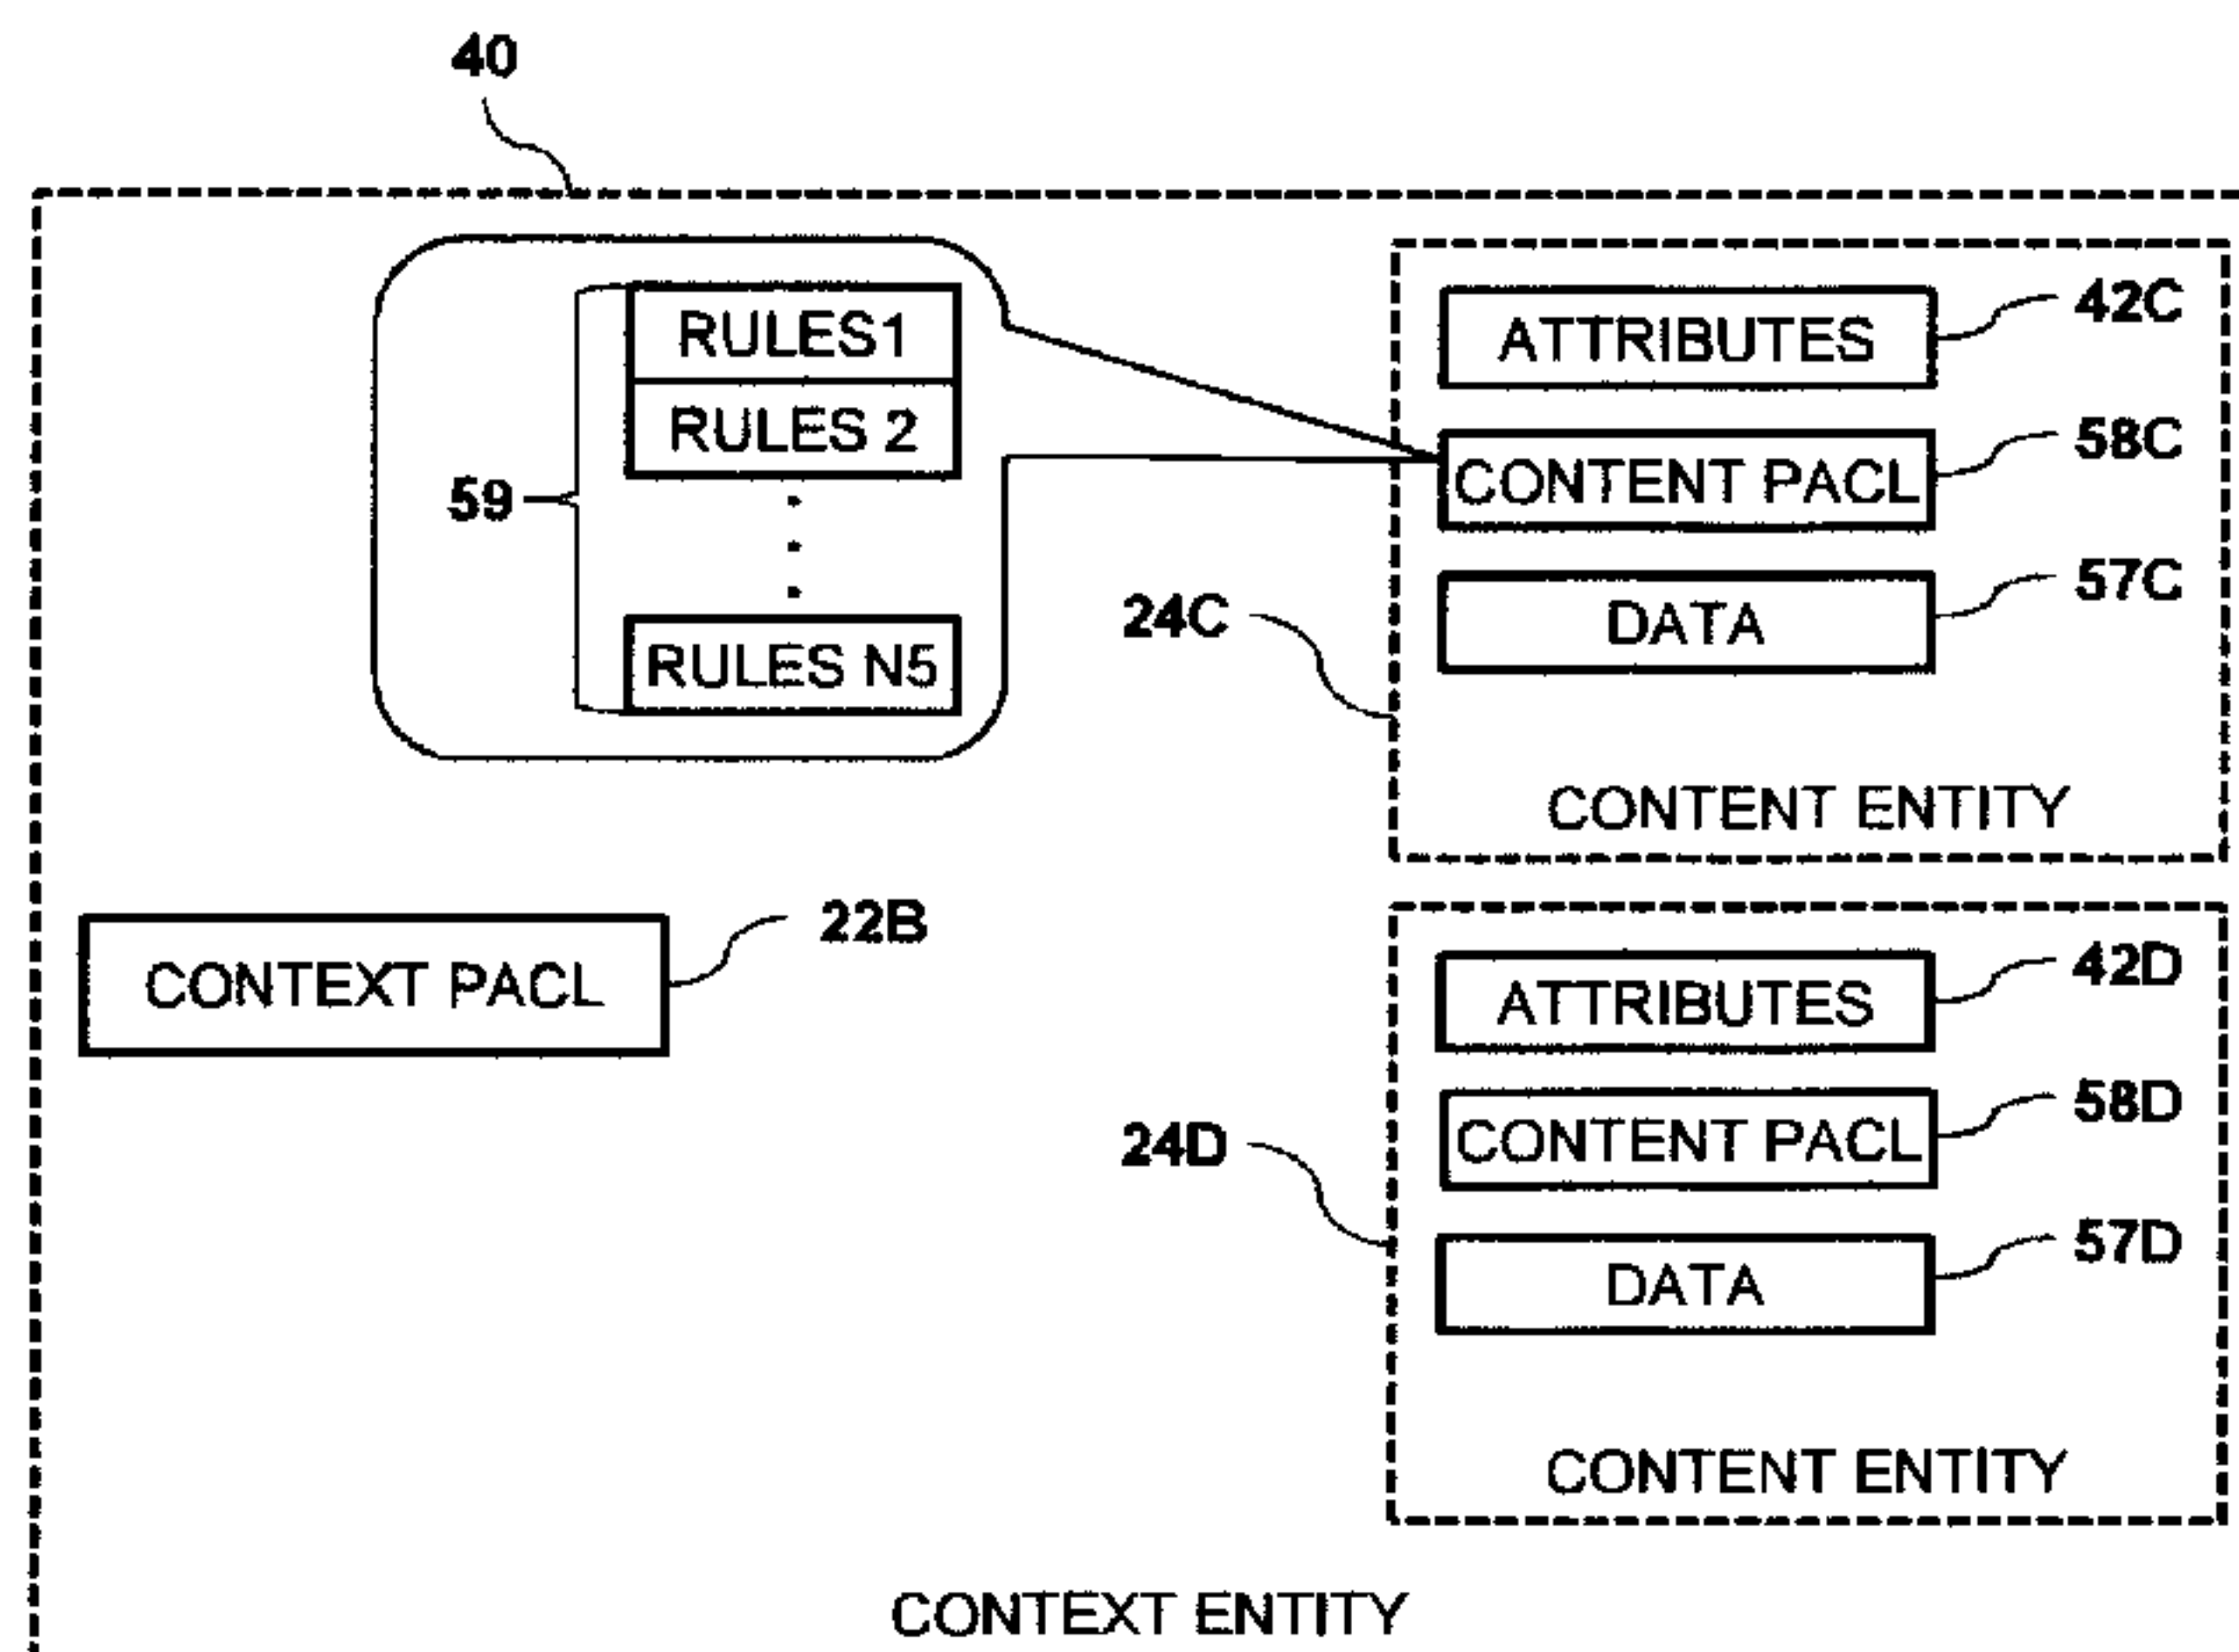 40
RULES1
RULES 2
59
RULES N5
ATTRIBUTES
42C
CONTENT PACL
58C
DATA
57C
24C
CONTENT ENTITY
CONTEXT PACL
22B
ATTRIBUTES
42D
CONTENT PACL
58D
24D
DATA
57D
CONTENT ENTITY
CONTEXT ENTITY